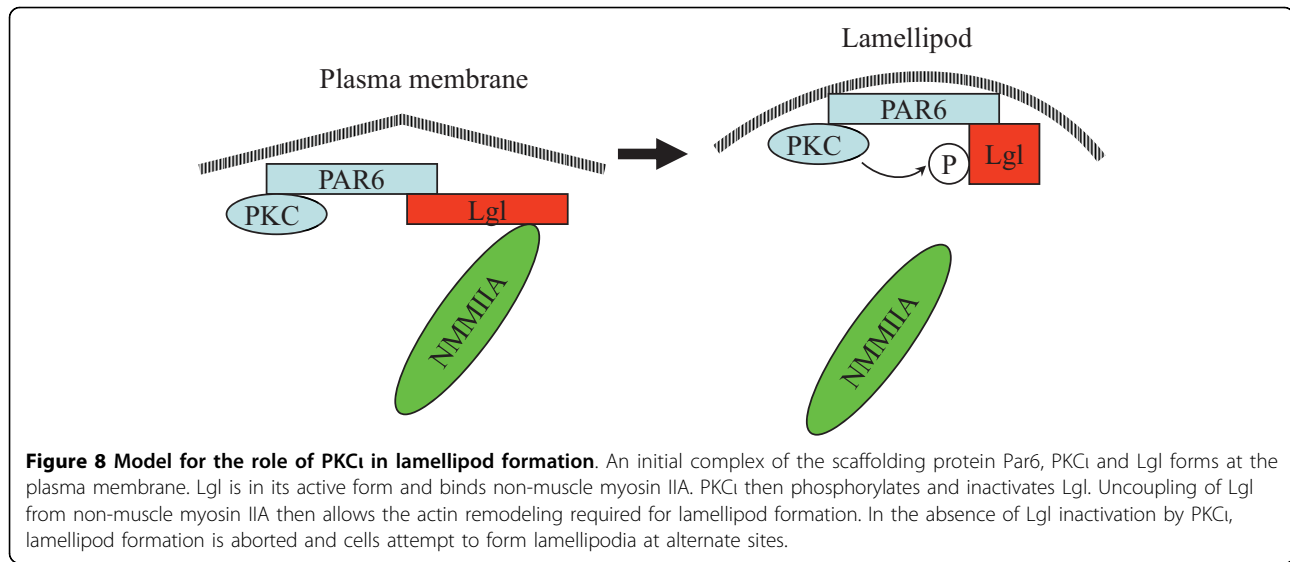 Lamellipod
Plasma membrane
PAR6
PKC
P
Lgl
PAR6
PKC
Lgl
NMMIIA
NMMIIA
Figure 8 Model for the role of PKCι in lamellipod formation. An initial complex of the scaffolding protein Par6, PKCι and Lgl forms at the
plasma membrane. Lgl is in its active form and binds non-muscle myosin IIA. PKCι then phosphorylates and inactivates Lgl. Uncoupling of Lgl
from non-muscle myosin IIA then allows the actin remodeling required for lamellipod formation. In the absence of Lgl inactivation by PKCι,
lamellipod formation is aborted and cells attempt to form lamellipodia at alternate sites.